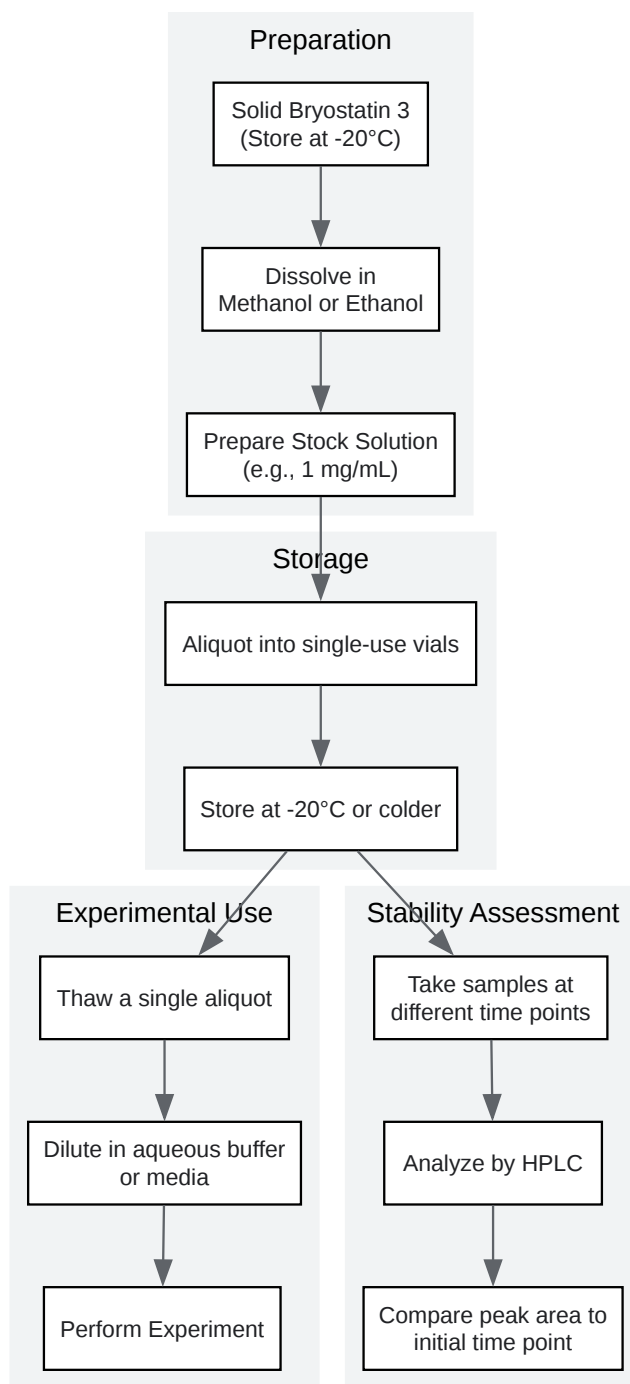 Preparation
Solid Bryostatin 3
(Store at -20°C)
Dissolve in
Methanol or Ethanol
Prepare Stock Solution
(e.g., 1 mg/mL)
Storage
Aliquot into single-use vials
Store at -20°C or colder
Experimental Use
Thaw a single aliquot
Dilute in aqueous buffer
or media
Perform Experiment
Stability Assessment
Take samples at
different time points
Analyze by HPLC
Compare peak area to
initial time point